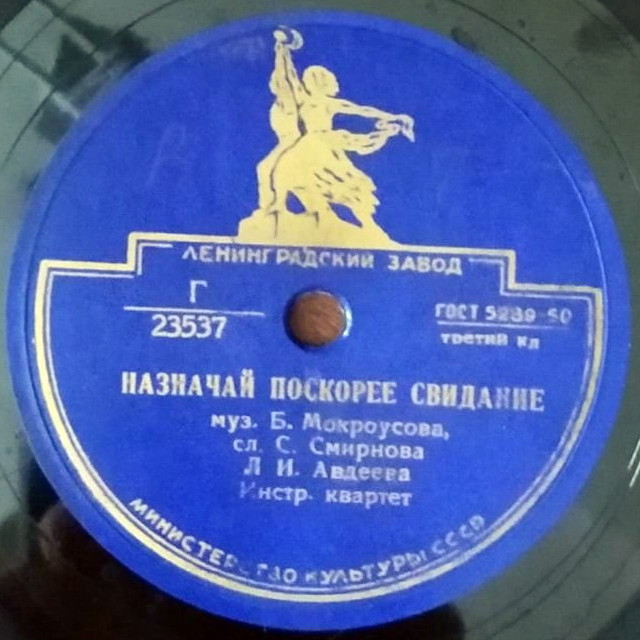 ЛЕНИНГРАДСКИЙ ЗАВОД
Г
23537
ГОСТ 5289-50
третий кл
НАЗНАЧАЙ ПОСКОРЕЕ СВИДАНИЕ
муз. Б. Мокроусова,
сл. С. Смирнова
Л И. Авдеева
Инстр. квартет
МИНИСТЕРСТВО КУЛЬТУРЫ СССР